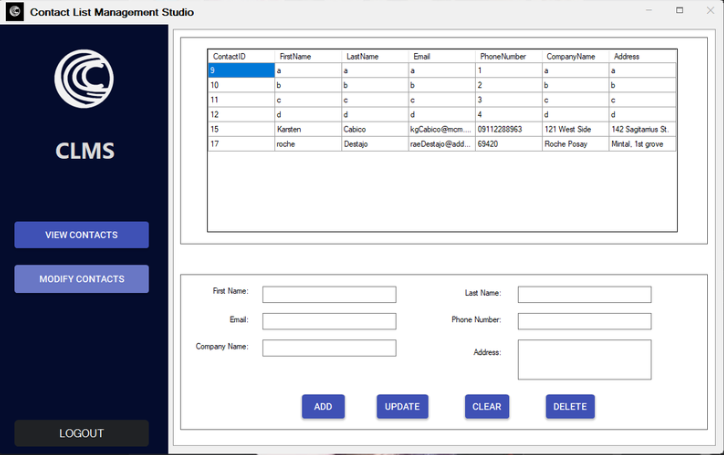 Contact List Management Studio
CLMS
VIEW CONTACTS
MODIFY CONTACTS
LOGOUT
ContactID FirstName LastName Email PhoneNumber CompanyName Address
9 a a a 1 a a
10 b b b 2 b b
11 c c c 3 c c
12 d d d 4 d d
15 Karsten Cabico kgCabico@mcm.... 09112288963 121 West Side 142 Sagitarrius St.
17 roche Destajo raeDestajo@add... 69420 Roche Posay Mintal, 1st grove
First Name: Last Name:
Email: Phone Number:
Company Name: Address:
ADD UPDATE CLEAR DELETE